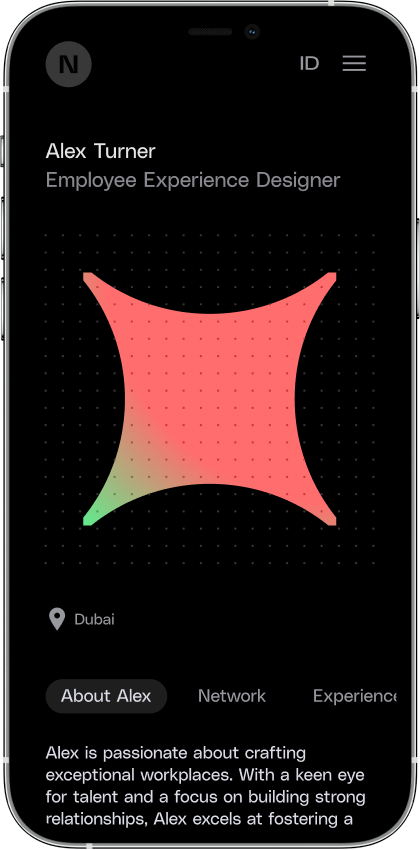 N
ID
Alex Turner
Employee Experience Designer
Dubai
About Alex
Network
Experience
Alex is passionate about crafting
exceptional workplaces. With a keen eye
for talent and a focus on building strong
relationships, Alex excels at fostering a